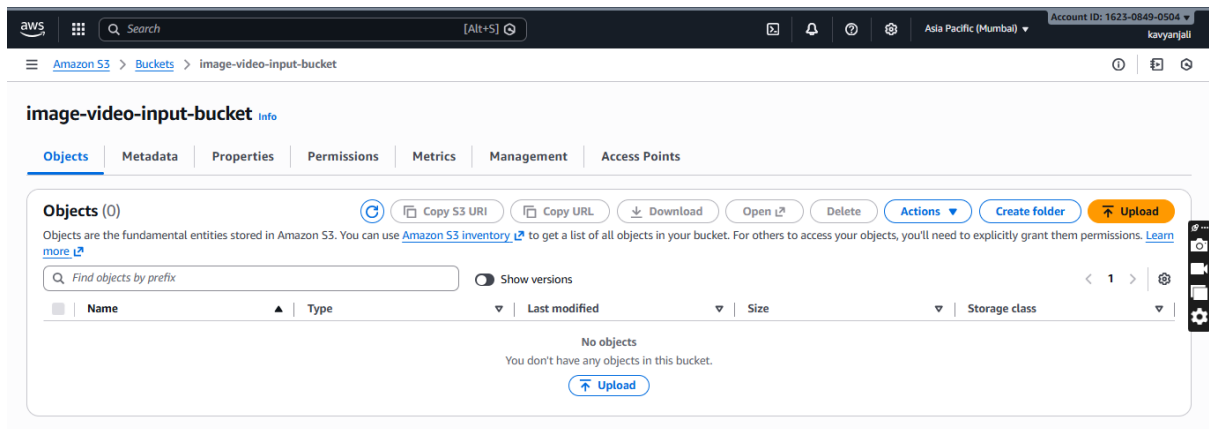 aws Search [Alt+S] Asia Pacific (Mumbai) ▼ Account ID: 1623-0849-0504 ▼
kavyanjali
Amazon S3 > Buckets > image-video-input-bucket
image-video-input-bucket Info
Objects Metadata Properties Permissions Metrics Management Access Points
Objects (0) Copy S3 URI Copy URL Download Open Delete Actions ▼ Create folder Upload
Objects are the fundamental entities stored in Amazon S3. You can use Amazon S3 inventory to get a list of all objects in your bucket. For others to access your objects, you'll need to explicitly grant them permissions. Learn
more
Find objects by prefix Show versions < 1 >
Name ▲ Type Last modified Size Storage class
No objects
You don't have any objects in this bucket.
Upload